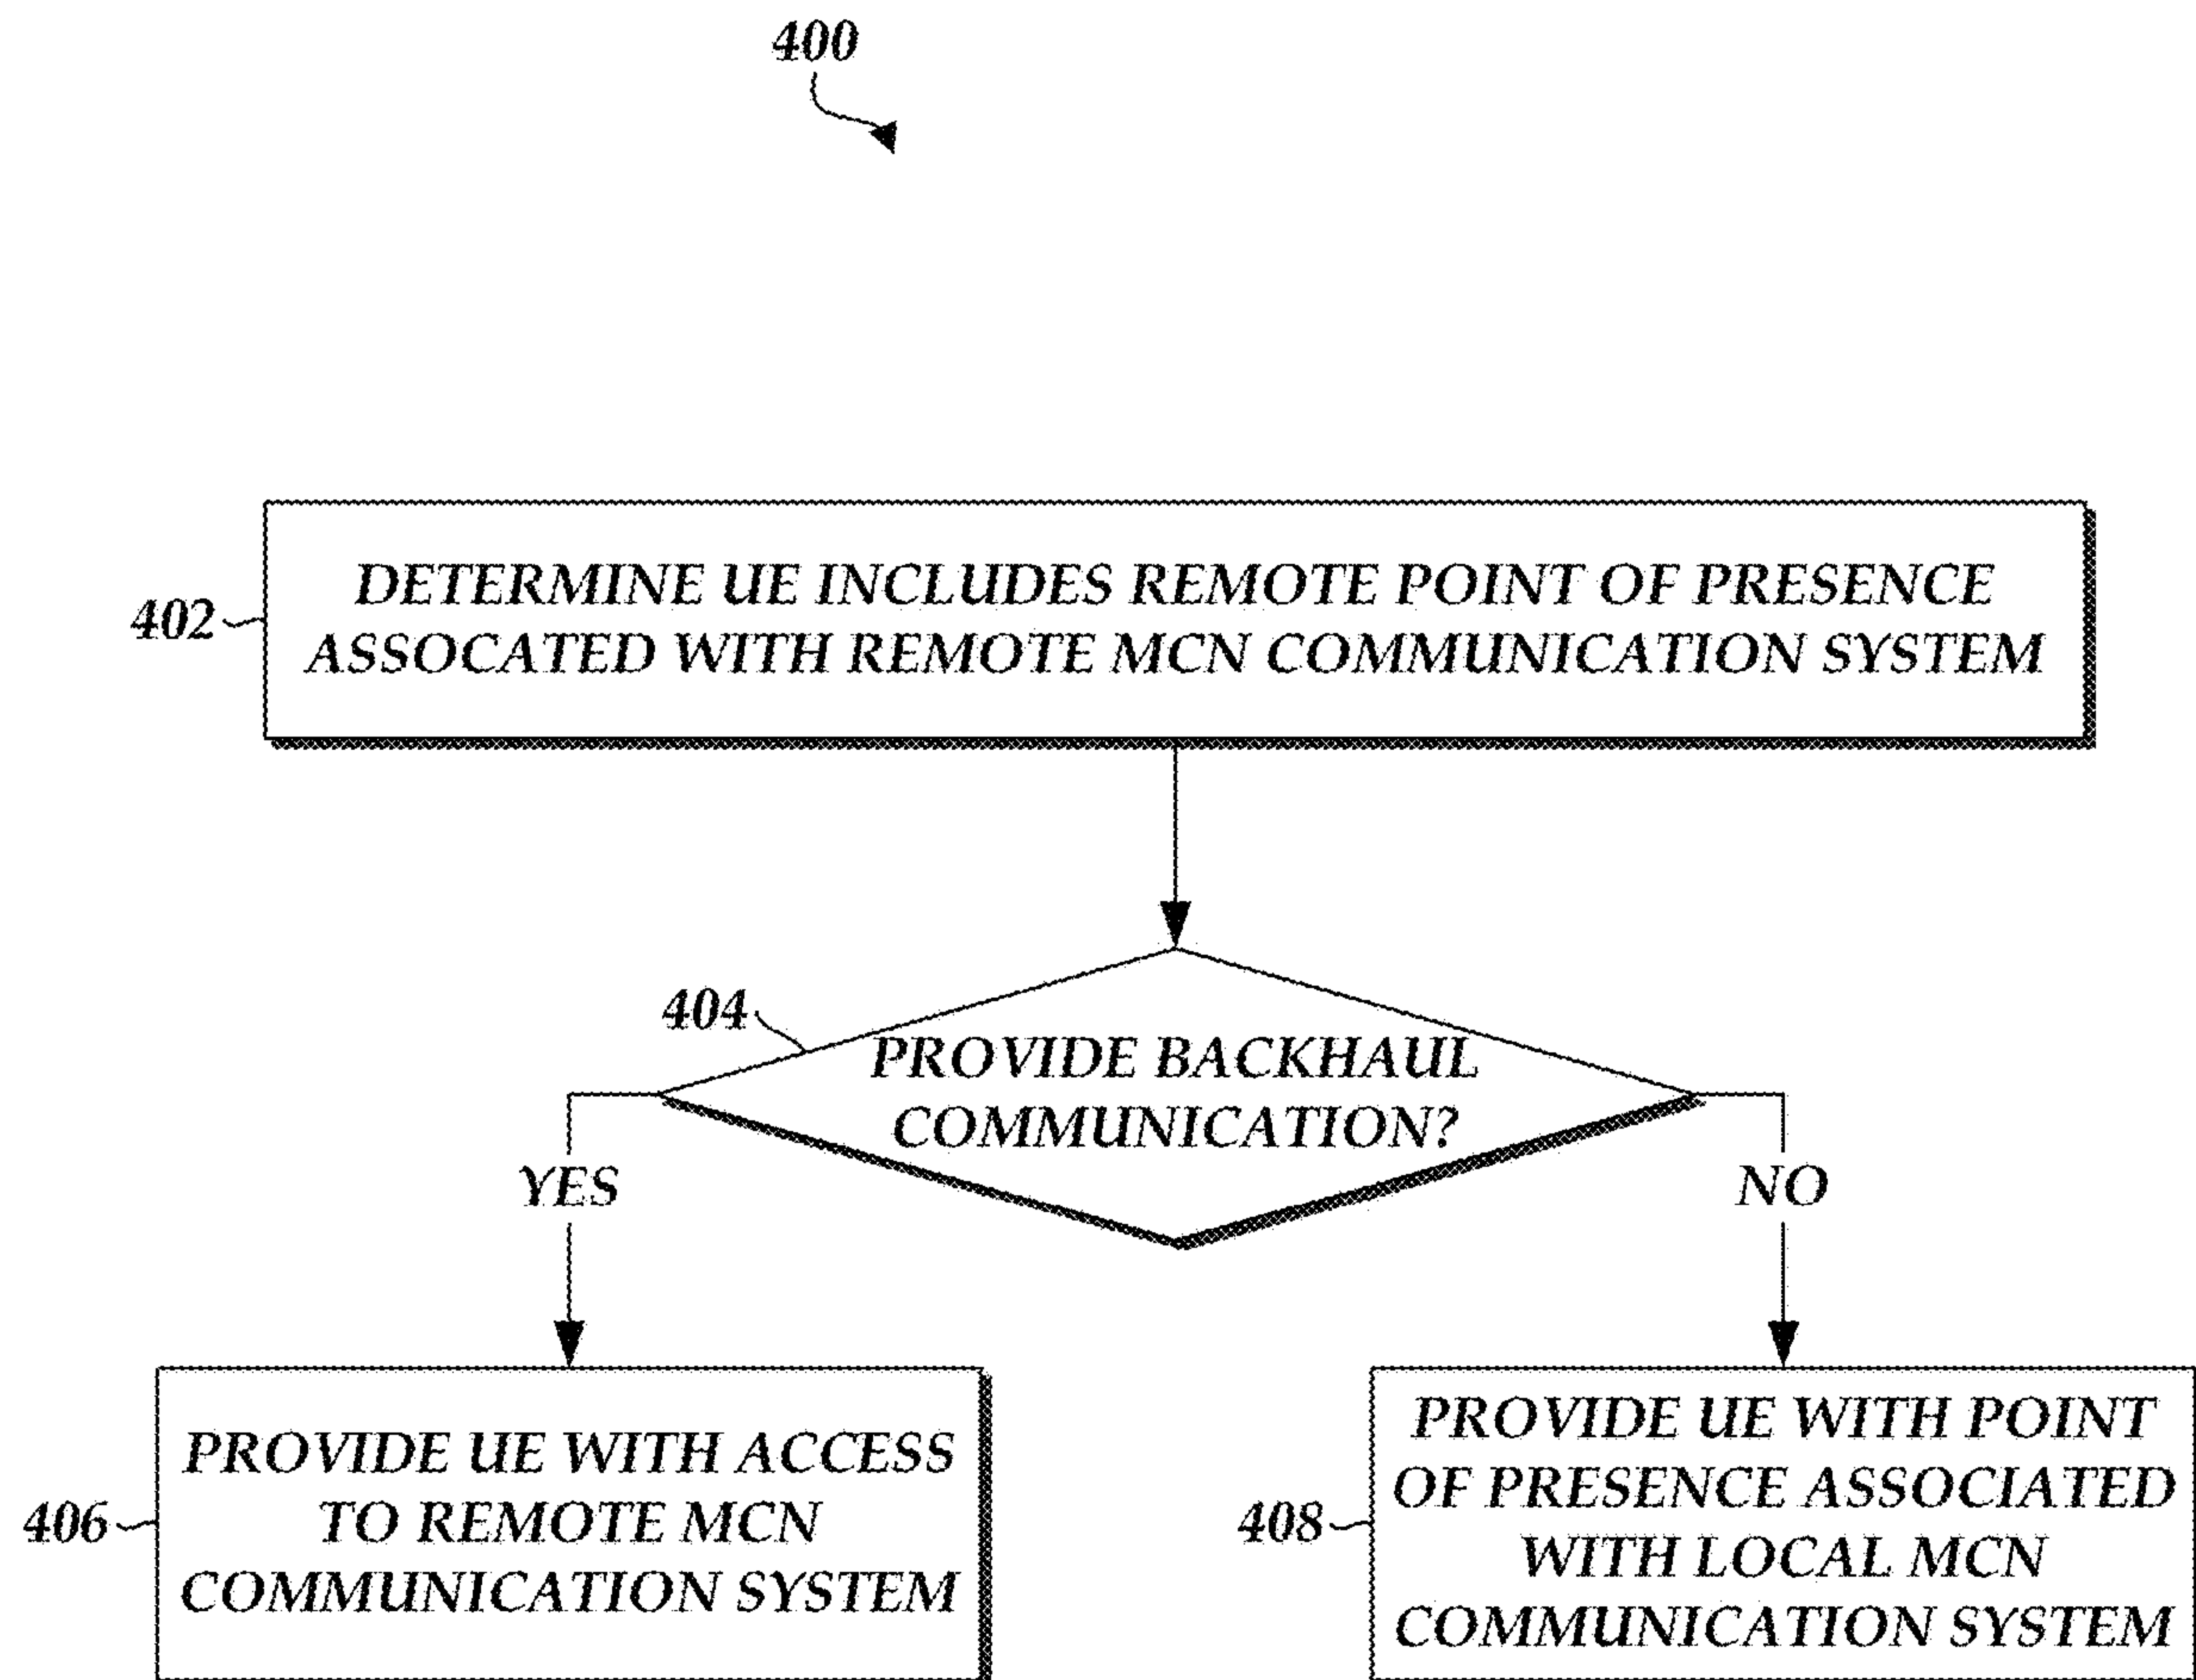 400
402
DETERMINE UE INCLUDES REMOTE POINT OF PRESENCE
ASSOCATED WITH REMOTE MCN COMMUNICATION SYSTEM
404
PROVIDE BACKHAUL
COMMUNICATION?
YES
NO
406
PROVIDE UE WITH ACCESS
TO REMOTE MCN
COMMUNICATION SYSTEM
408
PROVIDE UE WITH POINT
OF PRESENCE ASSOCIATED
WITH LOCAL MCN
COMMUNICATION SYSTEM